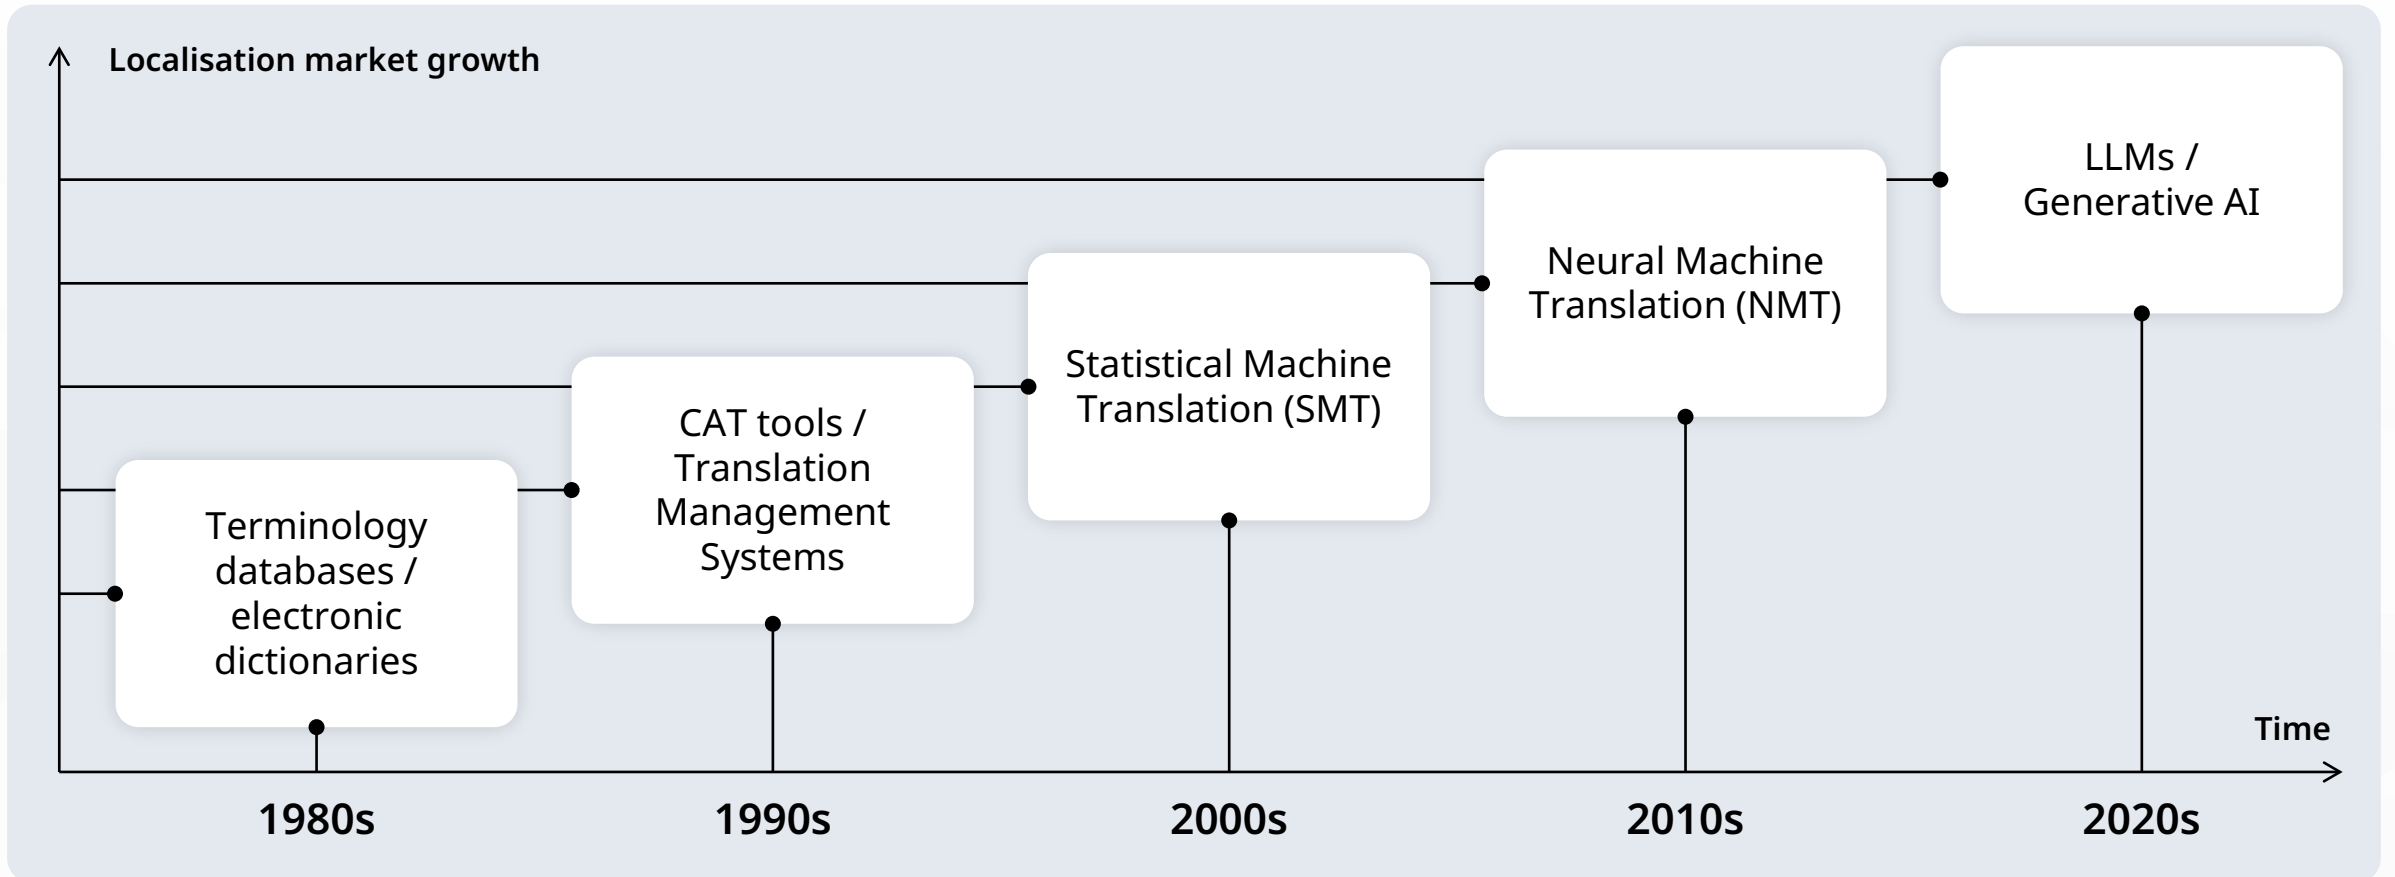 Localisation market growth
Terminology
databases /
electronic
dictionaries
CAT tools /
Translation
Management
Systems
Statistical Machine
Translation (SMT)
Neural Machine
Translation (NMT)
LLMs /
Generative AI
Time
1980s
1990s
2000s
2010s
2020s